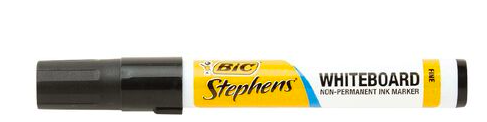 BIC
Stephens'
WHITEBOARD
NON-PERMANENT INK MARKER
FINE